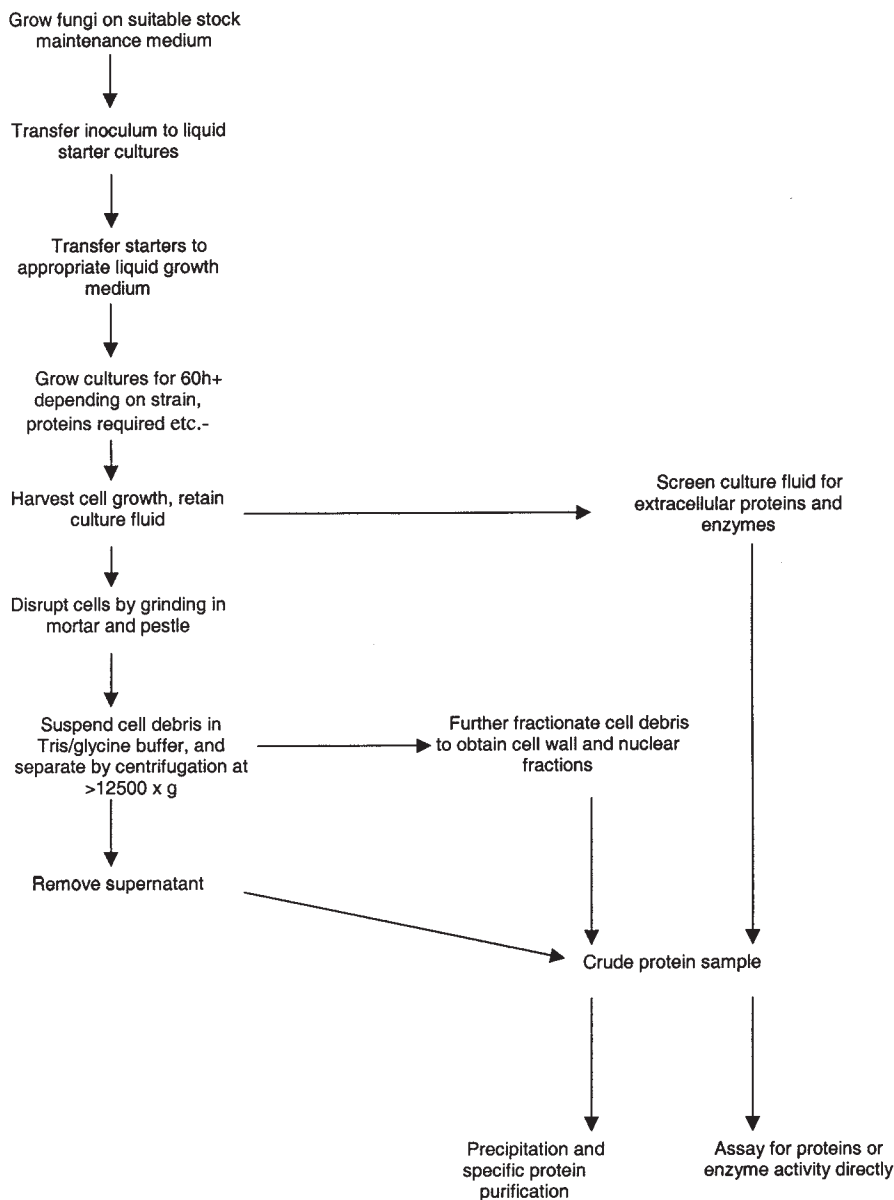 Grow fungi on suitable stock
maintenance medium
Transfer inoculum to liquid
starter cultures
Transfer starters to
appropriate liquid growth
medium
Grow cultures for 60h+
depending on strain,
proteins required etc.-
Harvest cell growth, retain
culture fluid
Screen culture fluid for
extracellular proteins and
enzymes
Disrupt cells by grinding in
mortar and pestle
Suspend cell debris in
Tris/glycine buffer, and
separate by centrifugation at
>12500 x g
Further fractionate cell debris
to obtain cell wall and nuclear
fractions
Remove supernatant
Crude protein sample
Precipitation and
specific protein
purification
Assay for proteins or
enzyme activity directly